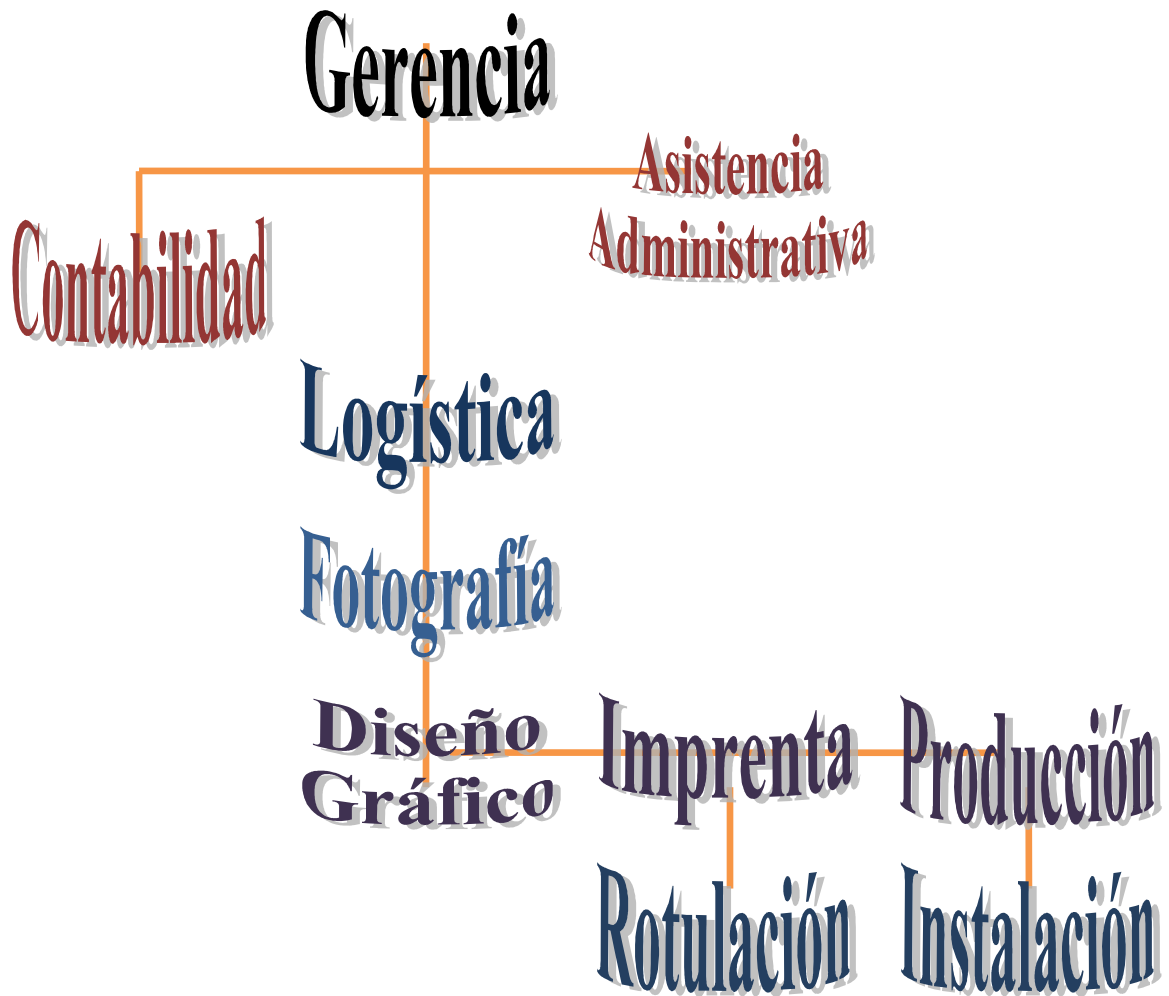 Gerencia
Asistencia
Administrativa
Contabilidad
Logística
Fotografía
Diseño
Gráfico
Imprenta
Producción
Rotulación
Instalación